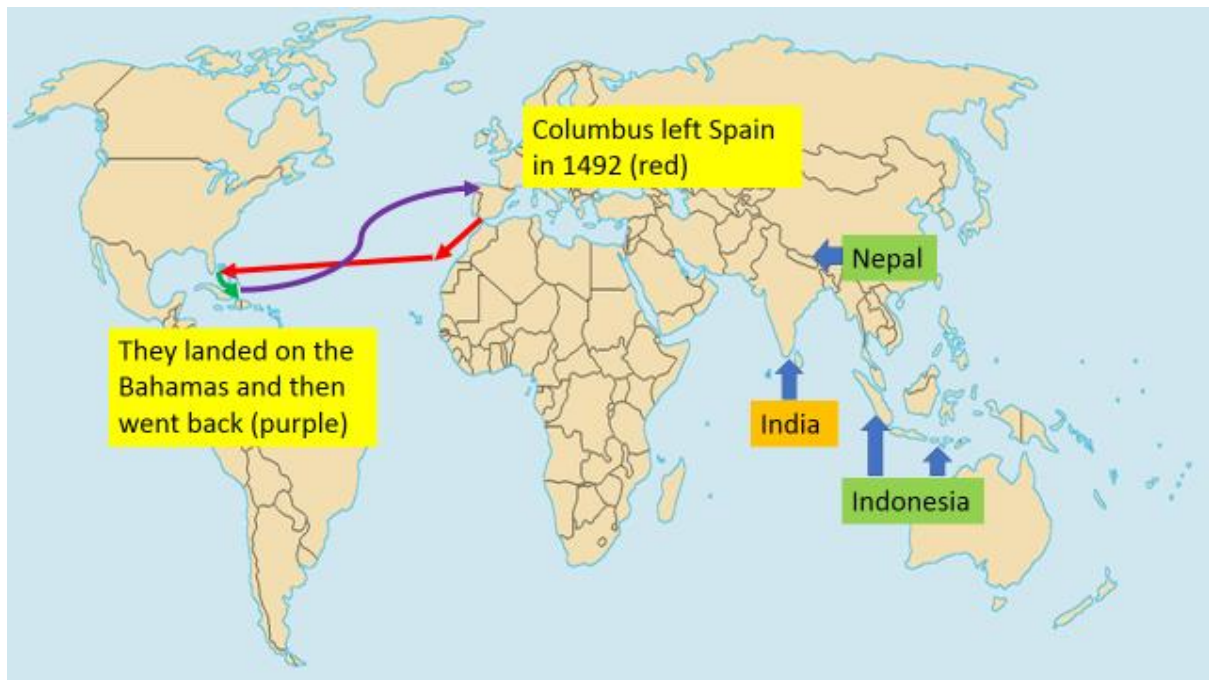 Columbus left Spain
in 1492 (red)
Nepal
They landed on the
Bahamas and then
went back (purple)
India
Indonesia